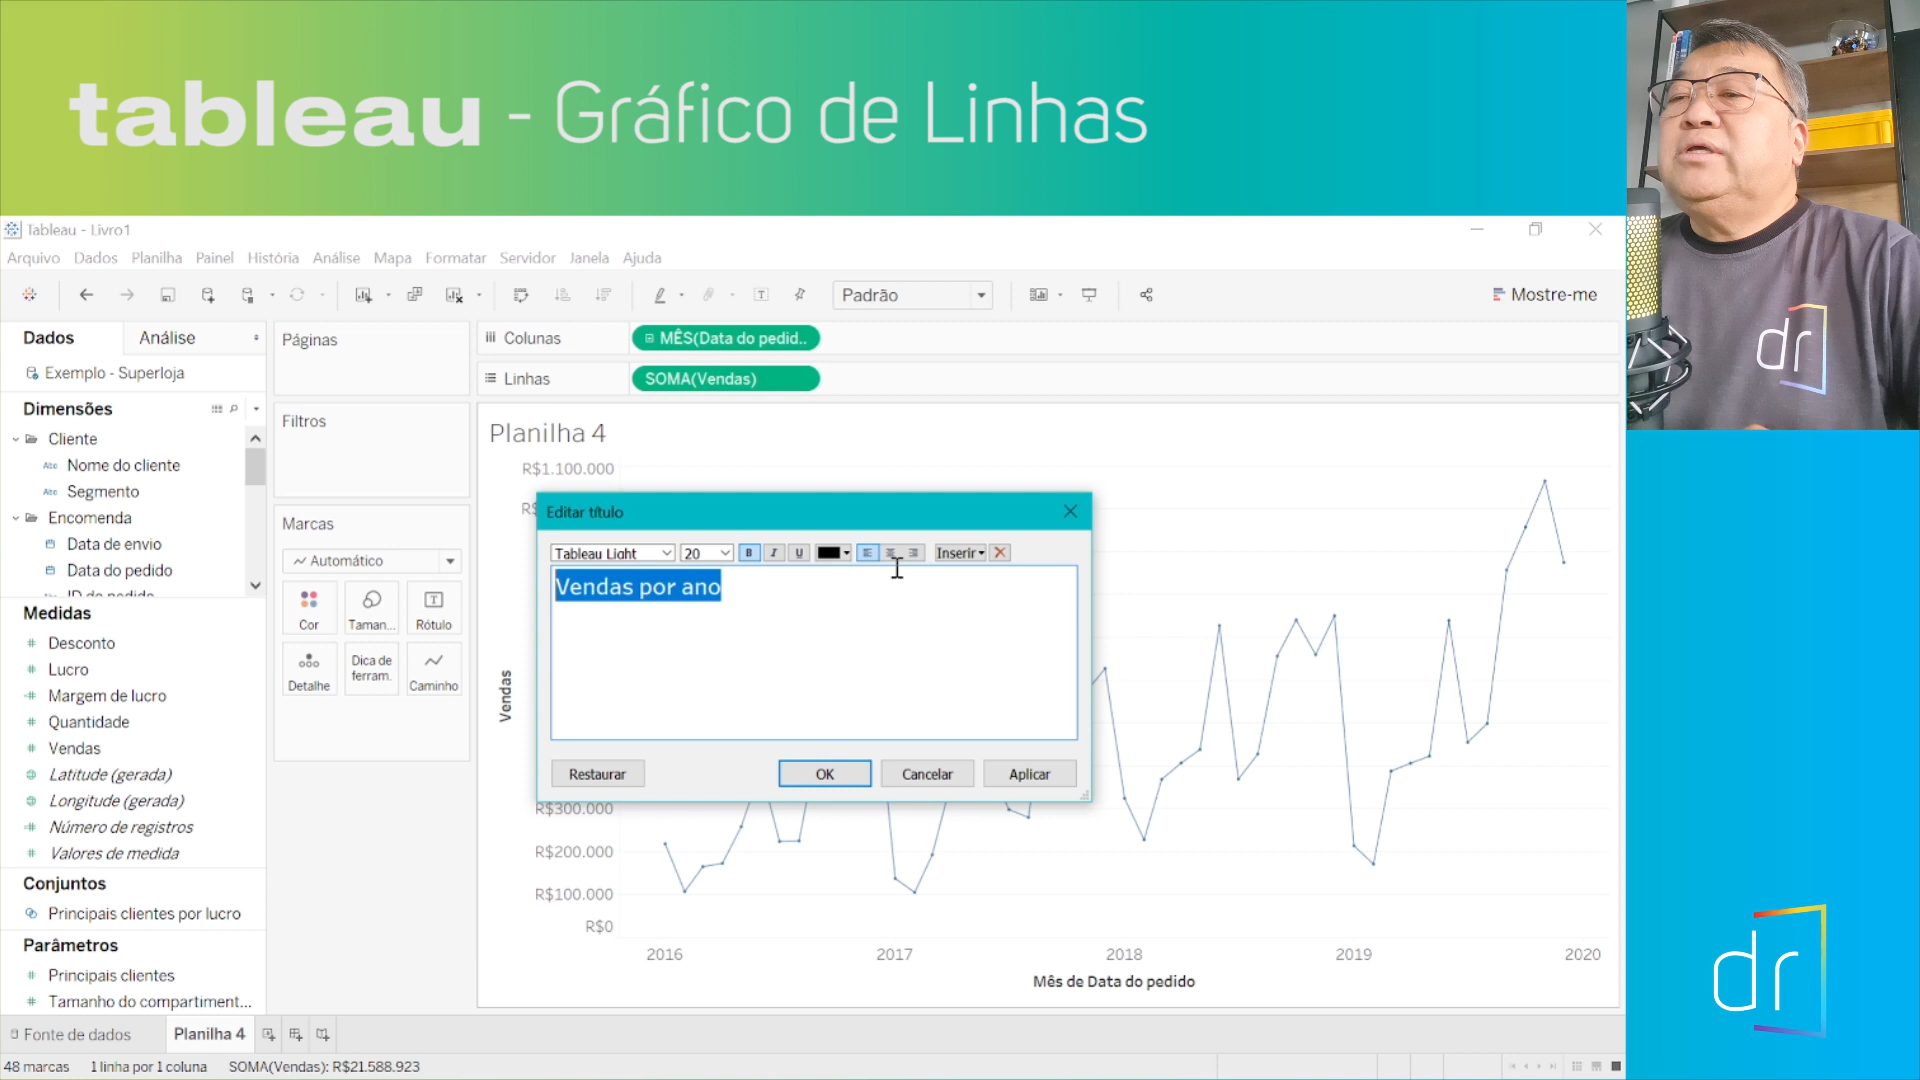 tableau - Gráfico de Linhas
Tableau - Livro1
Arquivo Dados Planilha Painel História Análise Mapa Formatar Servidor Janela Ajuda
Padrão
Mostre-me
Dados Análise
Exemplo - Superloja
Dimensões
Cliente
Abc Nome do cliente
Abc Segmento
Encomenda
Data de envio
Data do pedido
ID do pedido
Medidas
Desconto
Lucro
Margem de lucro
Quantidade
Vendas
Latitude (gerada)
Longitude (gerada)
Número de registros
Valores de medida
Conjuntos
Principais clientes por lucro
Parâmetros
Principais clientes
Tamanho do compartiment...
Páginas
Filtros
Marcas
Automático
Cor Taman... Rótulo
Detalhe Dica de ferram. Caminho
Colunas MÊS(Data do pedid..
Linhas SOMA(Vendas)
Planilha 4
R$1.100.000
R$
Editar título
Tableau Light 20 B I U Inserir
Vendas por ano
Restaurar OK Cancelar Aplicar
Vendas
R$300.000
R$200.000
R$100.000
R$0
2016 2017 2018 2019 2020
Mês de Data do pedido
Fonte de dados Planilha 4
48 marcas 1 linha por 1 coluna SOMA(Vendas): R$21.588.923
dr
dr